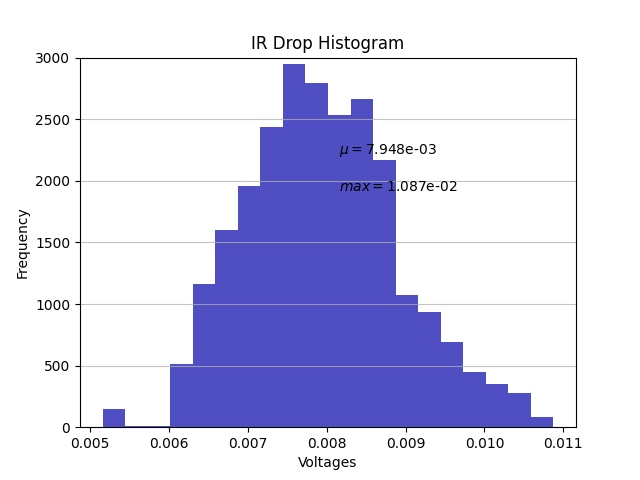 IR Drop Histogram
3000
2500
2000
1500
1000
500
0
Frequency
μ = 7.948e-03
max = 1.087e-02
0.005 0.006 0.007 0.008 0.009 0.010 0.011
Voltages